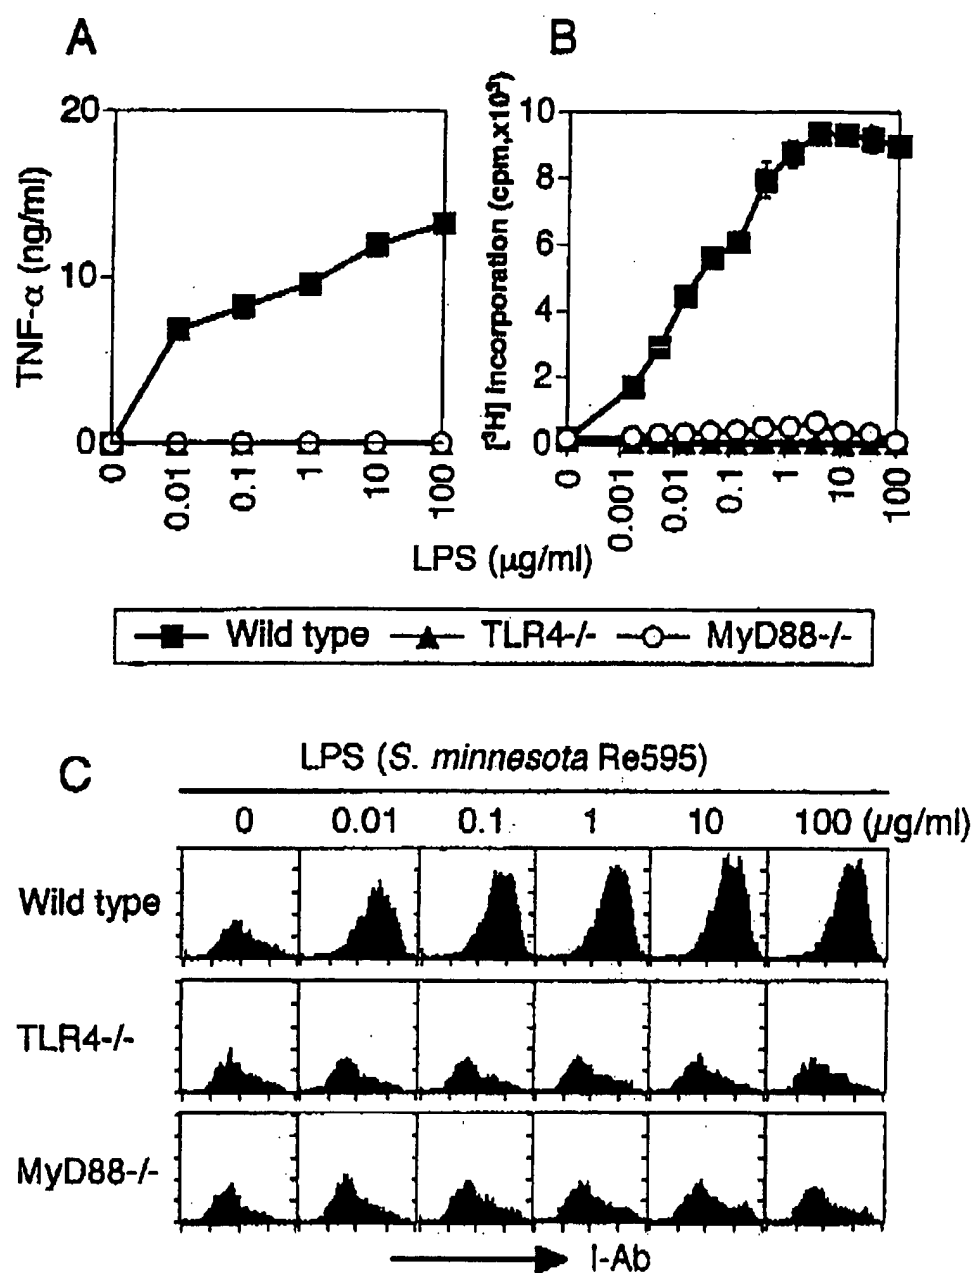 A
B
20
10
0
TNF-α (ng/ml)
0
0.01
0.1
1
10
100
10
8
6
4
2
0
[³H] incorporation (cpm,x10³)
0
0.001
0.01
0.1
1
10
100
LPS (μg/ml)
Wild type TLR4-/- MyD88-/-
C
LPS (S. minnesota Re595)
0 0.01 0.1 1 10 100 (μg/ml)
Wild type
TLR4-/-
MyD88-/-
I-Ab